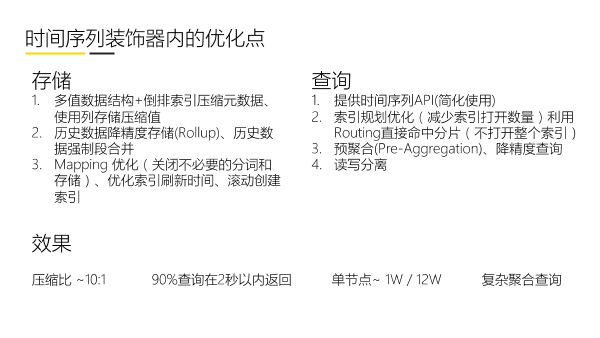 时间序列装饰器内的优化点
存储
1. 多值数据结构+倒排索引压缩元数据、
使用列存储压缩值
2. 历史数据降精度存储(Rollup)、历史数
据强制段合并
3. Mapping 优化（关闭不必要的分词和
存储）、优化索引刷新时间、滚动创建
索引
查询
1. 提供时间序列API(简化使用)
2. 索引规划优化（减少索引打开数量）利用
Routing直接命中分片（不打开整个索引）
3. 预聚合(Pre-Aggregation)、降精度查询
4. 读写分离
效果
压缩比 ~10:1
90%查询在2秒以内返回
单节点~ 1W / 12W
复杂聚合查询